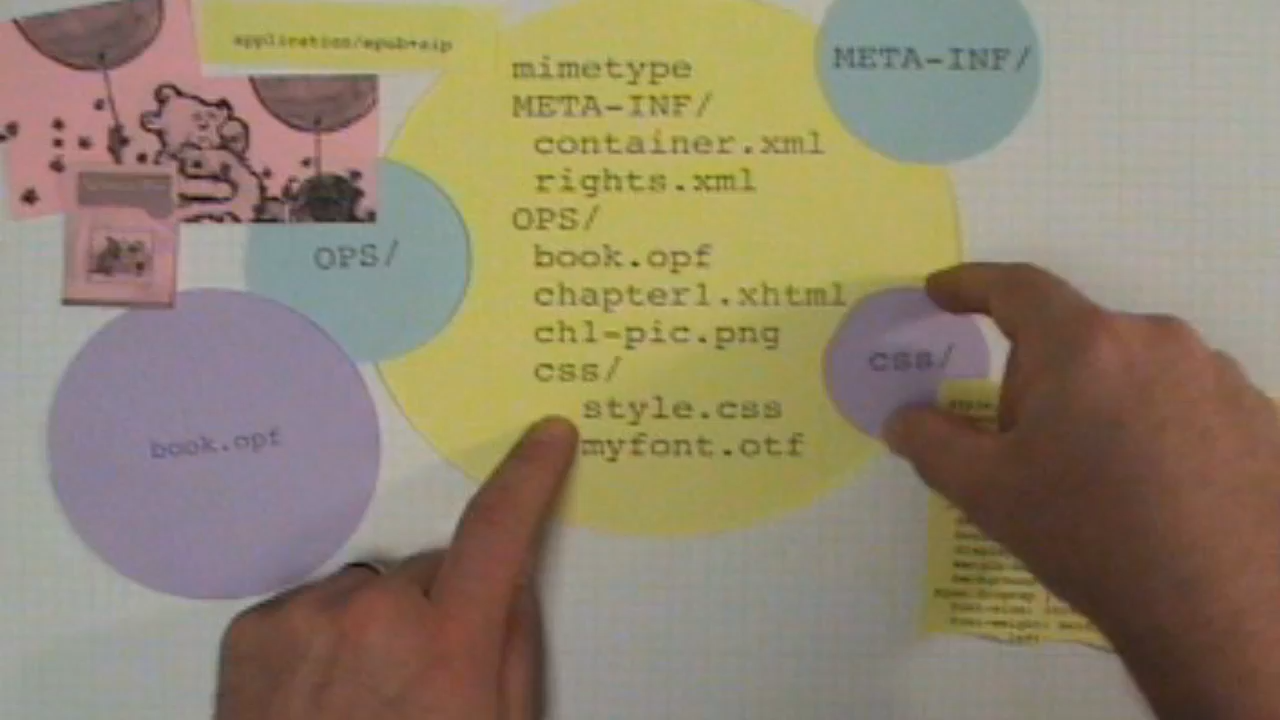 application/epub+zip
mimetype
META-INF/
container.xml
rights.xml
OPS/
book.opf
chapter1.xhtml
ch1-pic.png
css/
style.css
myfont.otf
META-INF/
OPS/
css/
book.opf